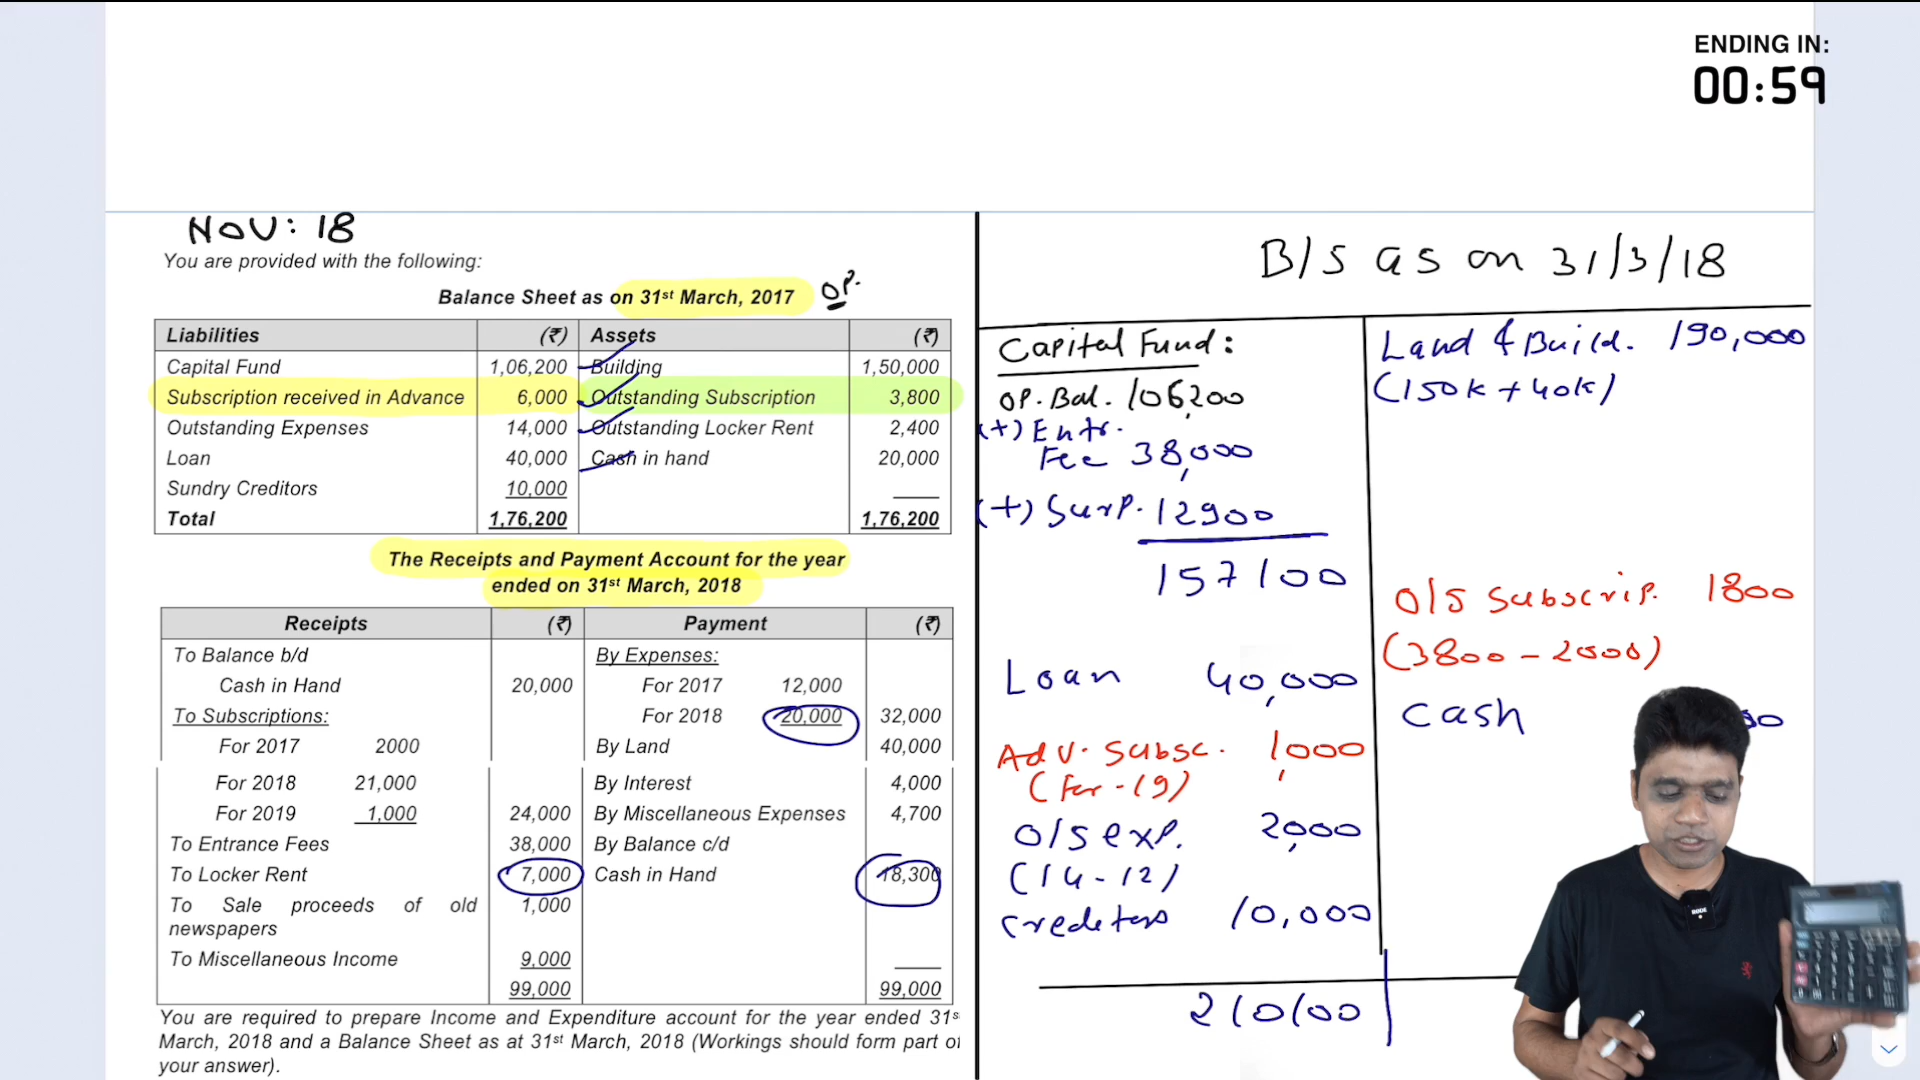 ENDING IN:
00:59
NOV: 18
You are provided with the following:
Balance Sheet as on 31st March, 2017 OP.
Liabilities (₹) Assets (₹)
Capital Fund 1,06,200 Building 1,50,000
Subscription received in Advance 6,000 Outstanding Subscription 3,800
Outstanding Expenses 14,000 Outstanding Locker Rent 2,400
Loan 40,000 Cash in hand 20,000
Sundry Creditors 10,000
Total 1,76,200 1,76,200
The Receipts and Payment Account for the year
ended on 31st March, 2018
Receipts (₹) Payment (₹)
To Balance b/d By Expenses:
Cash in Hand 20,000 For 2017 12,000
To Subscriptions: For 2018 20,000 32,000
For 2017 2000 By Land 40,000
For 2018 21,000 By Interest 4,000
For 2019 1,000 24,000 By Miscellaneous Expenses 4,700
To Entrance Fees 38,000 By Balance c/d
To Locker Rent 7,000 Cash in Hand 18,300
To Sale proceeds of old 1,000
newspapers
To Miscellaneous Income 9,000
99,000 99,000
You are required to prepare Income and Expenditure account for the year ended 31s
March, 2018 and a Balance Sheet as at 31st March, 2018 (Workings should form part of
your answer).
B/S as on 31/3/18
Capital Fund:
OP. Bal. 106,200
(+) Entr.
Fee 38,000
(+) Surp. 12900
157100
Loan 40,000
Adv. Subsc. 1,000
(For-19)
O/S exp. 2,000
(14-12)
Creditors 10,000
210100
Land & Build. 190,000
(150k + 40k)
O/S Subscrip. 1800
(3800-2000)
Cash
RODE